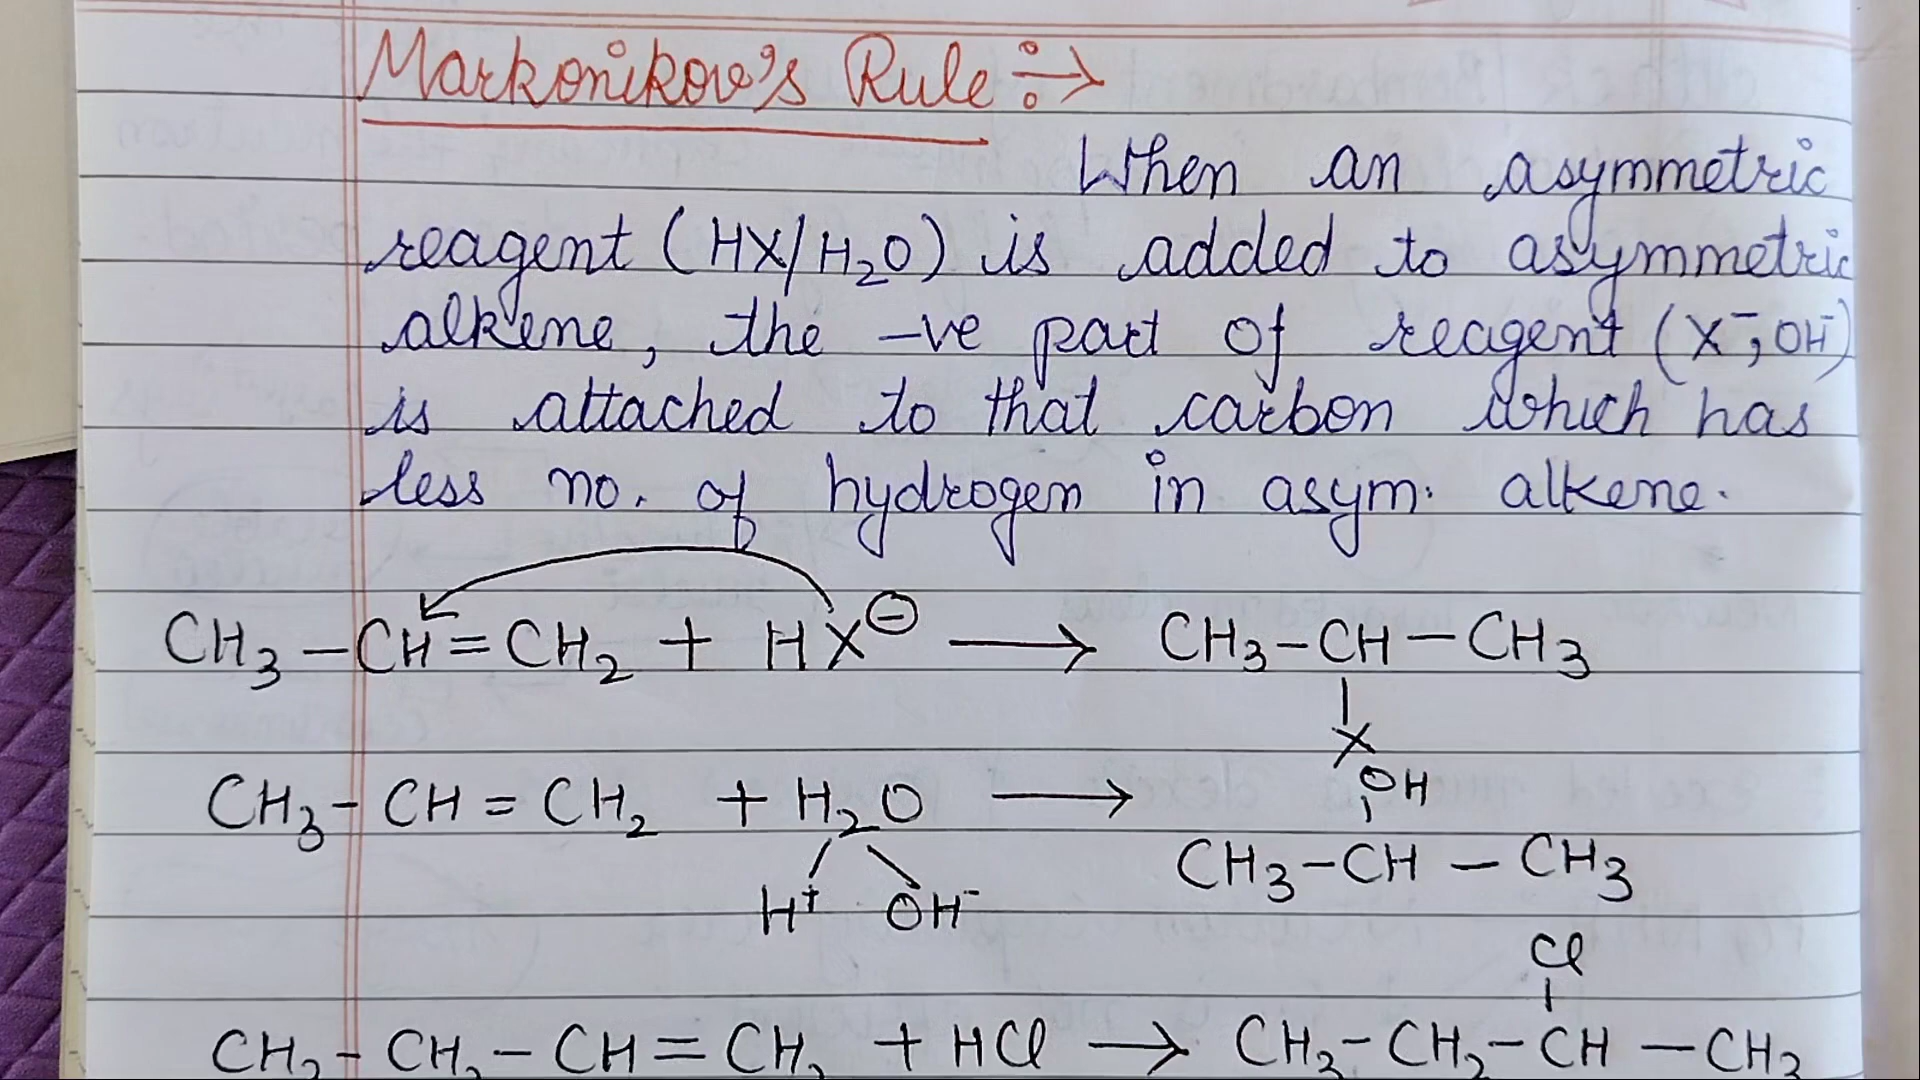 Markonikov's Rule :->
When an asymmetric
reagent (HX/H₂O) is added to asymmetric
alkene, the -ve part of reagent (X⁻, OH⁻)
is attached to that carbon which has
less no. of hydrogen in asym. alkene.
CH₃-CH=CH₂ + HX⊖ → CH₃-CH-CH₃
X
OH
CH₃-CH=CH₂ + H₂O →
CH₃-CH-CH₃
H⁺ OH⁻
Cl
CH₃-CH₂-CH=CH₂ + HCl → CH₃-CH₂-CH-CH₃